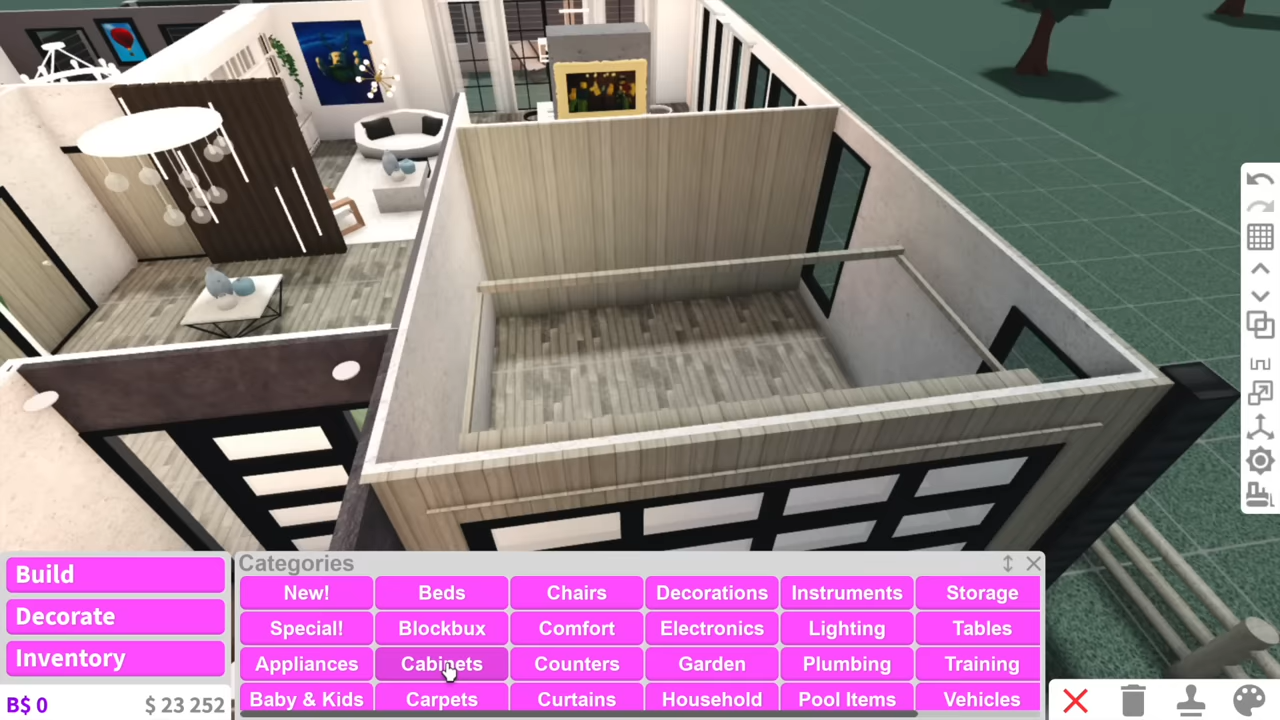 Categories
New! Beds Chairs Decorations Instruments Storage
Build
Special! Blockbux Comfort Electronics Lighting Tables
Decorate
Appliances Cabinets Counters Garden Plumbing Training
Inventory
Baby & Kids Carpets Curtains Household Pool Items Vehicles
B$ 0 $ 23 252